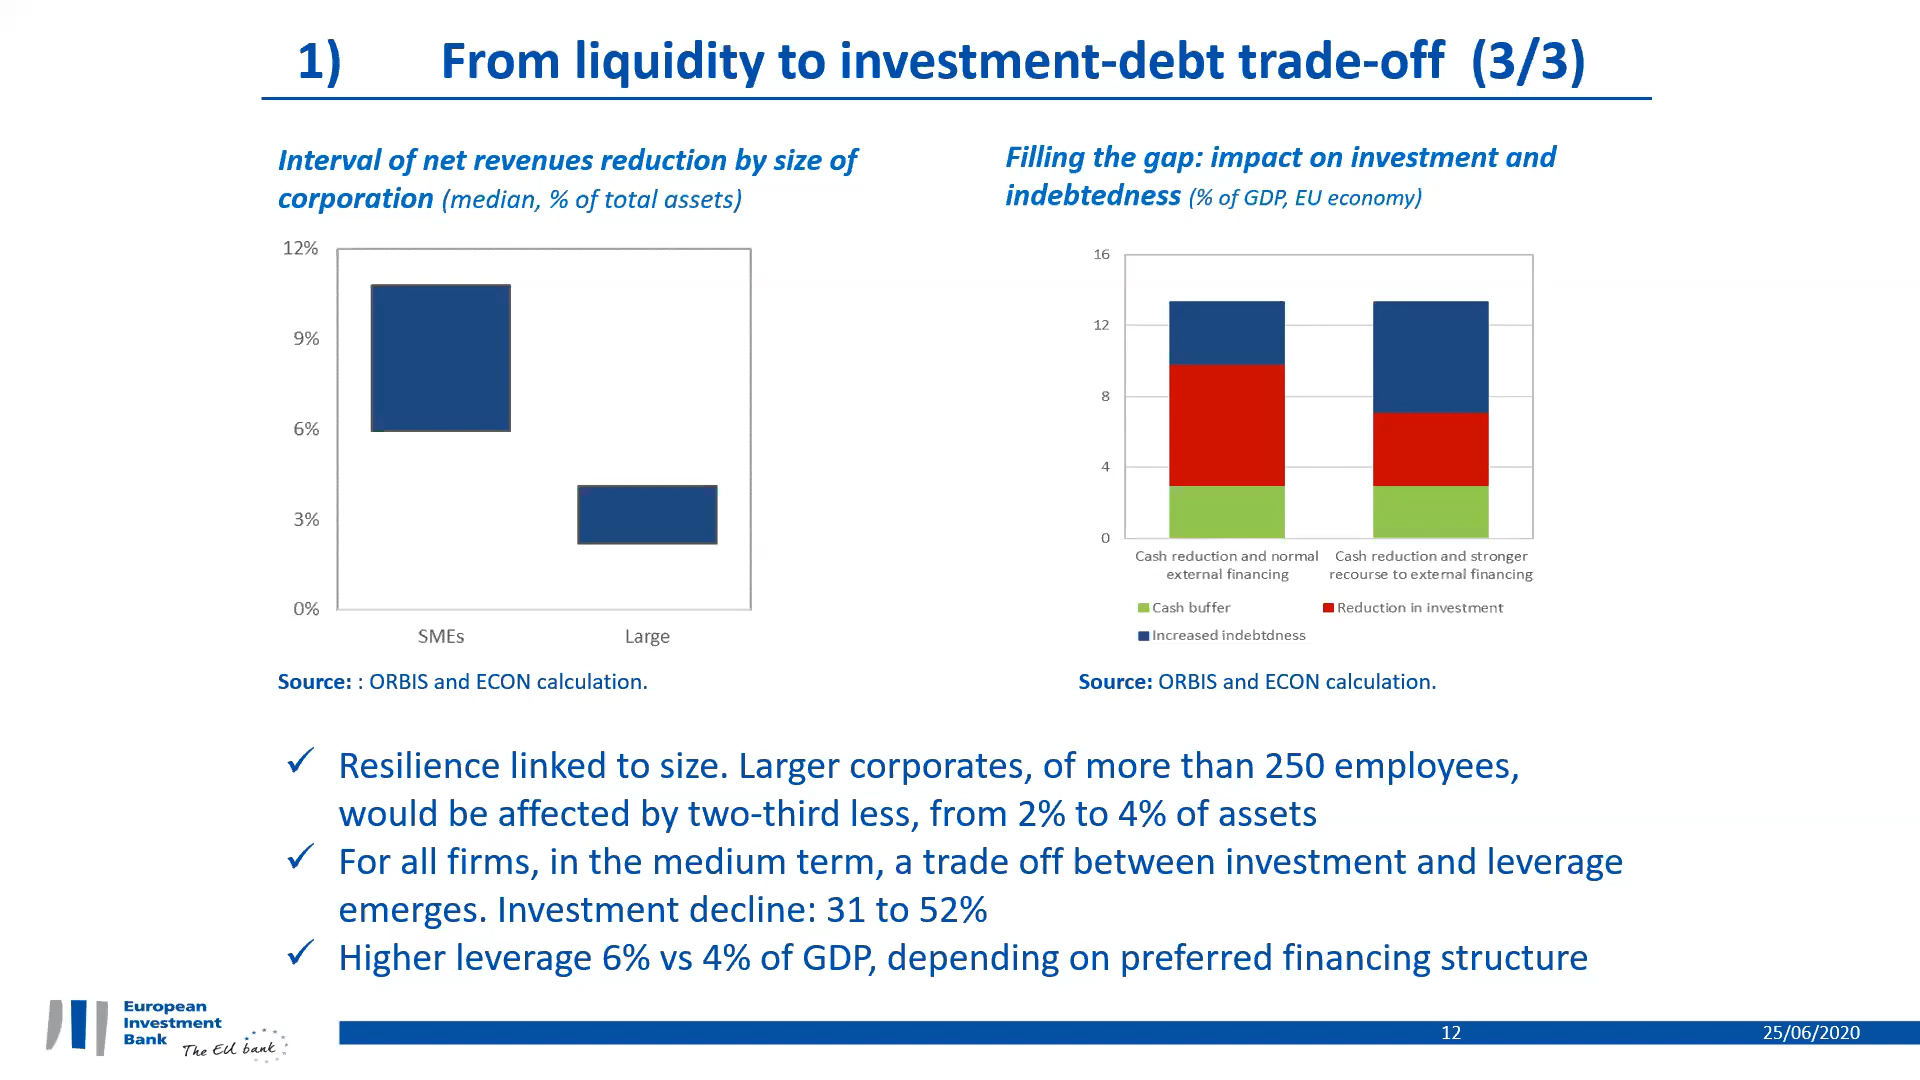 1) From liquidity to investment-debt trade-off (3/3)
Interval of net revenues reduction by size of
corporation (median, % of total assets)
12%
9%
6%
3%
0%
SMEs Large
Source: : ORBIS and ECON calculation.
Filling the gap: impact on investment and
indebtedness (% of GDP, EU economy)
16
12
8
4
0
Cash reduction and normal
external financing
Cash reduction and stronger
recourse to external financing
Cash buffer Reduction in investment
Increased indebtdness
Source: ORBIS and ECON calculation.
✓ Resilience linked to size. Larger corporates, of more than 250 employees,
would be affected by two-third less, from 2% to 4% of assets
✓ For all firms, in the medium term, a trade off between investment and leverage
emerges. Investment decline: 31 to 52%
✓ Higher leverage 6% vs 4% of GDP, depending on preferred financing structure
European
Investment
Bank
The EU bank
12 25/06/2020